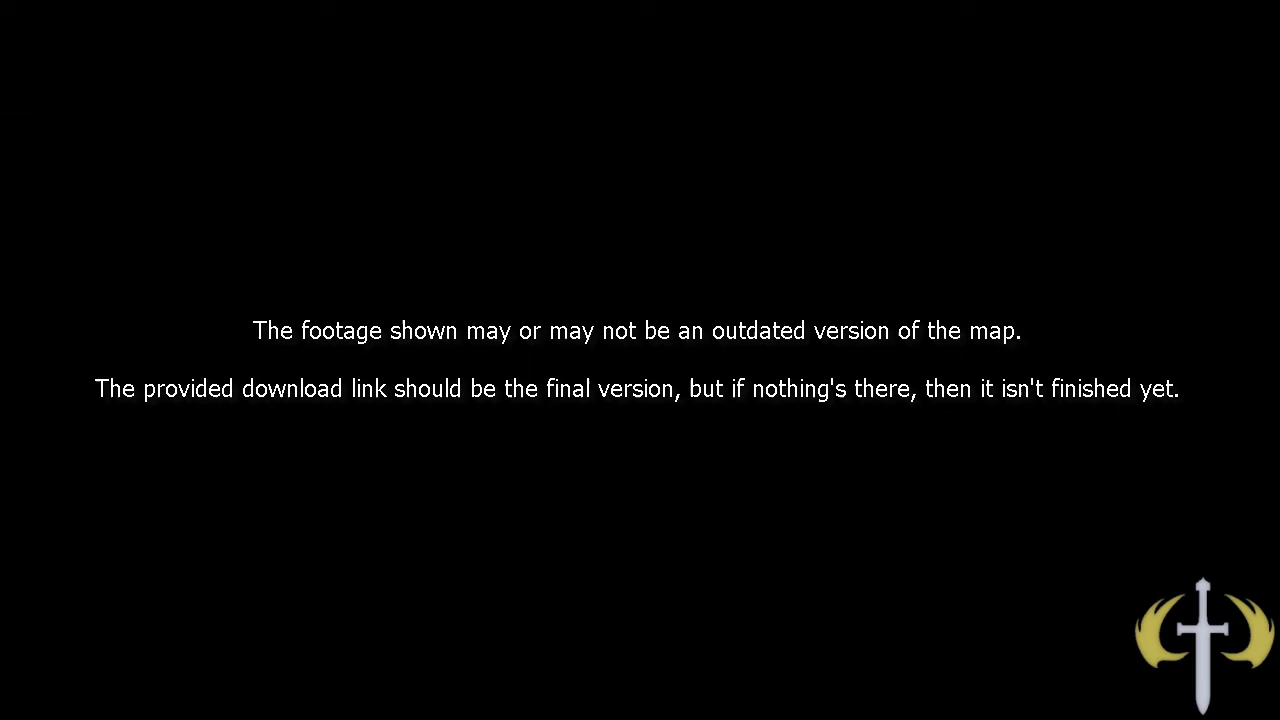 The footage shown may or may not be an outdated version of the map.
The provided download link should be the final version, but if nothing's there, then it isn't finished yet.